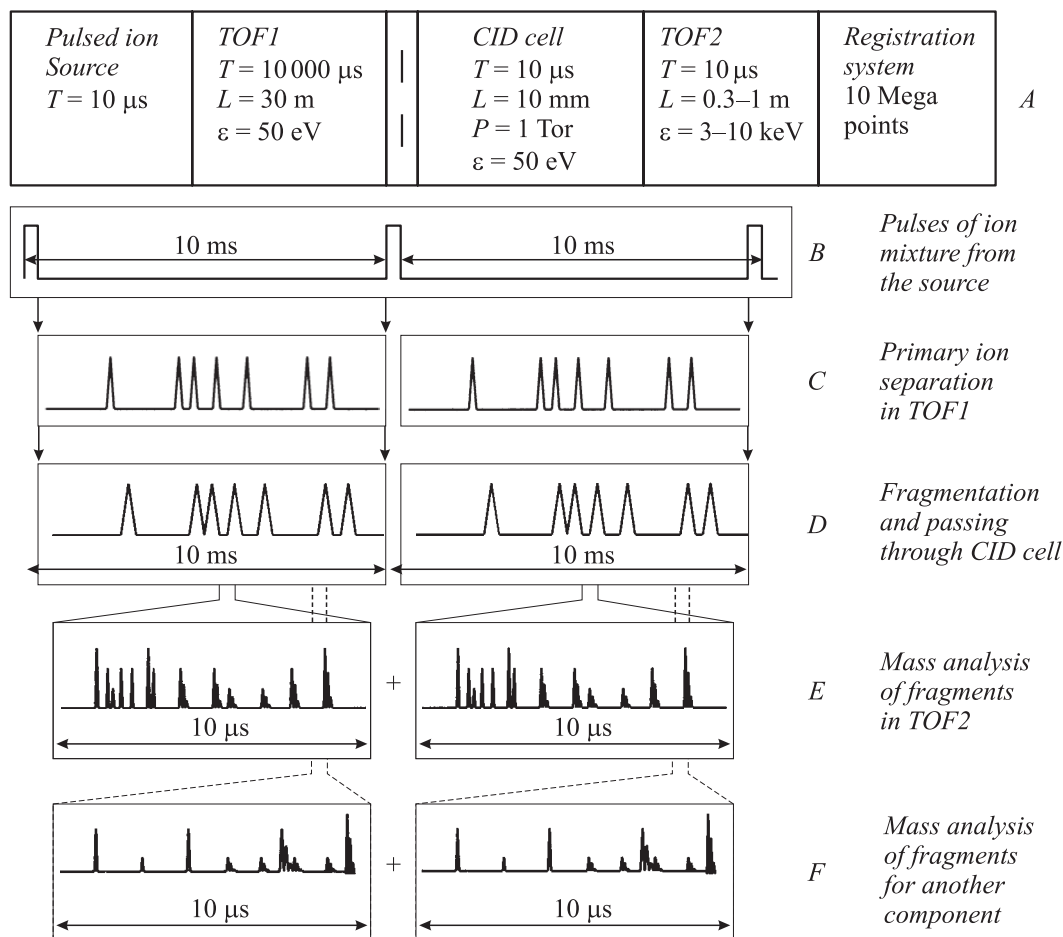 Pulsed ion
Source
T = 10 μs
TOF1
T = 10 000 μs
L = 30 m
ε = 50 eV
CID cell
T = 10 μs
L = 10 mm
P = 1 Tor
ε = 50 eV
TOF2
T = 10 μs
L = 0.3–1 m
ε = 3–10 keV
Registration
system
10 Mega
points
A
10 ms
10 ms
B
Pulses of ion
mixture from
the source
C
Primary ion
separation
in TOF1
10 ms
10 ms
D
Fragmentation
and passing
through CID cell
10 μs
+
10 μs
E
Mass analysis
of fragments
in TOF2
10 μs
+
10 μs
F
Mass analysis
of fragments
for another
component